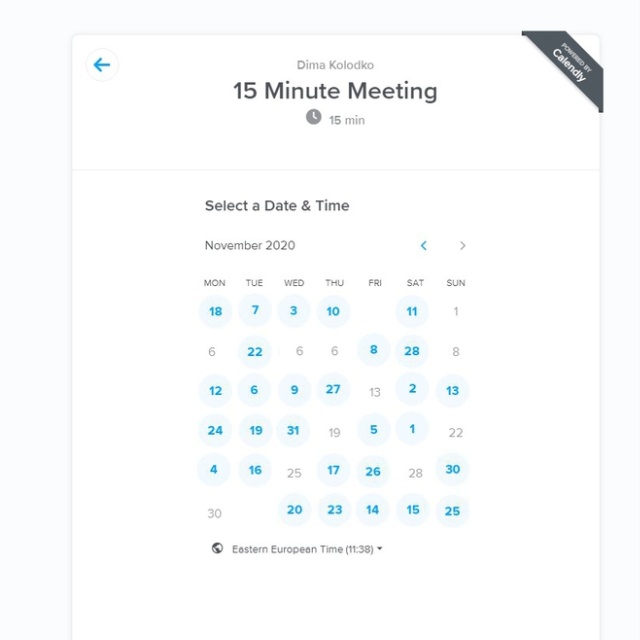 POWERED BY
Calendly
Dima Kolodko
15 Minute Meeting
15 min
Select a Date & Time
November 2020
MON TUE WED THU FRI SAT SUN
18 7 3 10 11 1
6 22 6 6 8 28 8
12 6 9 27 13 2 13
24 19 31 19 5 1 22
4 16 25 17 26 28 30
30 20 23 14 15 25
Eastern European Time (11:38)